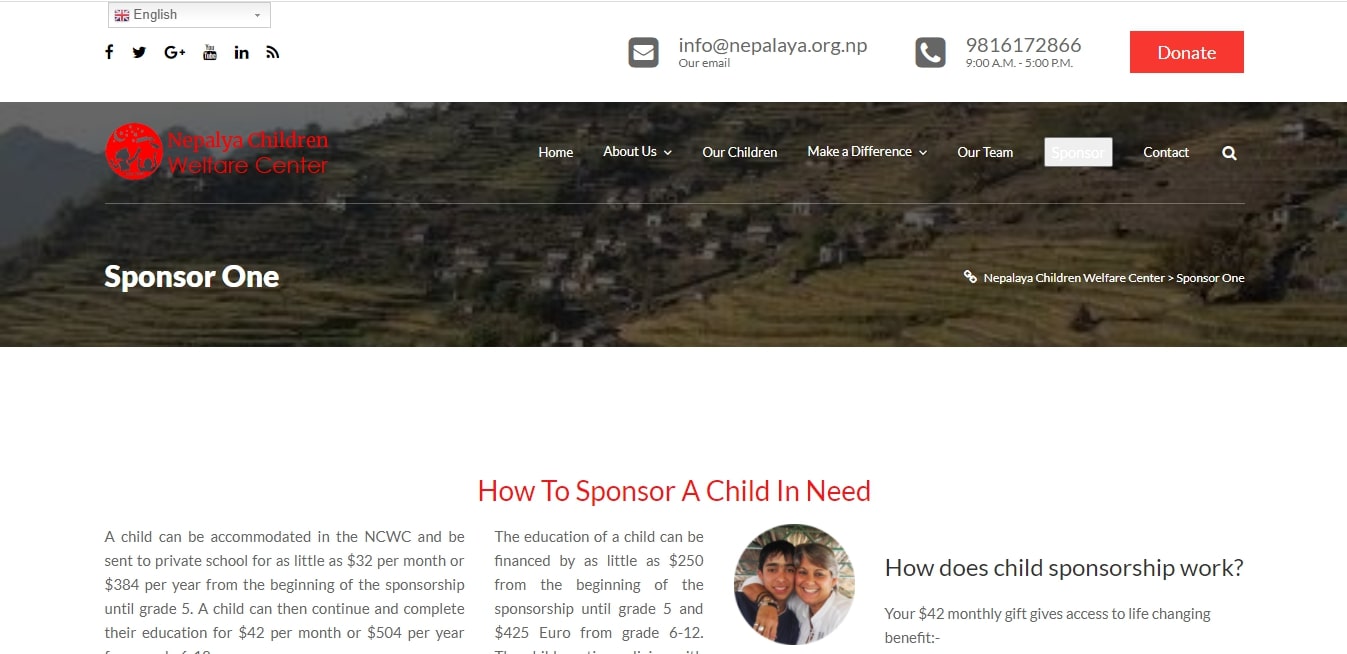 English
info@nepalaya.org.np
Our email
9816172866
9:00 A.M. - 5:00 P.M.
Donate
Nepalya Children
Welfare Center
Home
About Us
Our Children
Make a Difference
Our Team
Sponsor
Contact
Sponsor One
Nepalaya Children Welfare Center > Sponsor One
How To Sponsor A Child In Need
A child can be accommodated in the NCWC and be
sent to private school for as little as $32 per month or
$384 per year from the beginning of the sponsorship
until grade 5. A child can then continue and complete
their education for $42 per month or $504 per year
The education of a child can be
financed by as little as $250
from the beginning of the
sponsorship until grade 5 and
$425 Euro from grade 6-12.
How does child sponsorship work?
Your $42 monthly gift gives access to life changing
benefit:-